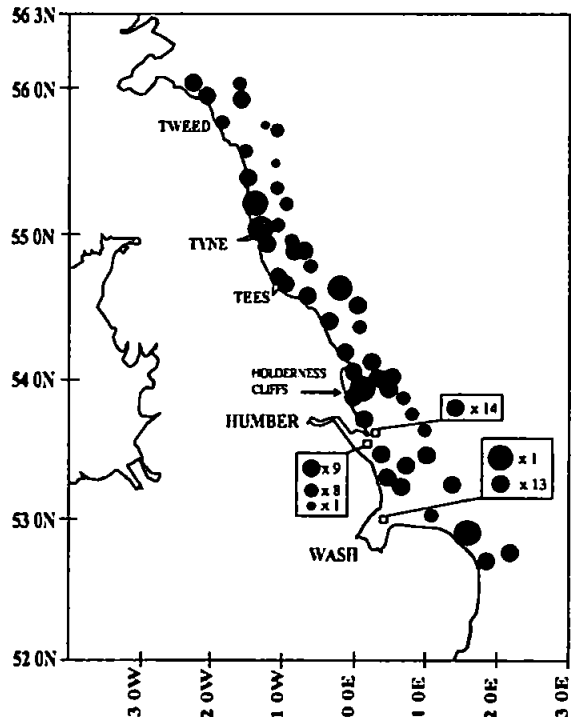 56 3N
56 0N
TWEED
55 0N
TYNE
TEES
54 0N
HOLDERNESS
CLIFFS
HUMBER
x 14
x 9
x 8
x 1
x 1
x 13
53 0N
WASH
52 0N
3 0W
2 0W
1 0W
0 0E
1 0E
2 0E
3 0E